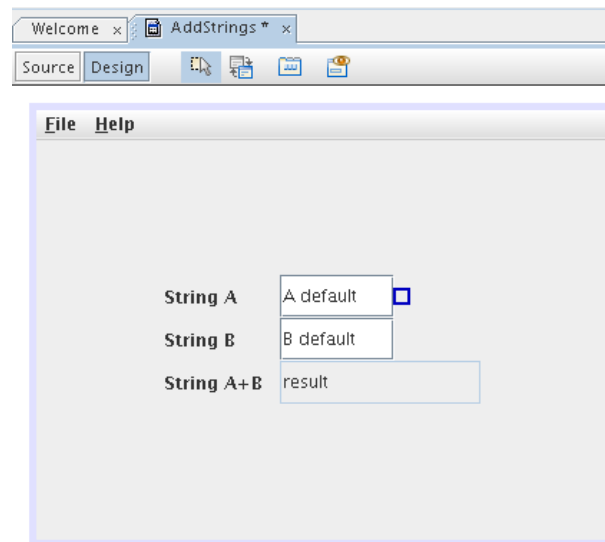 Welcome x AddStrings * x
Source Design
File Help
String A A default
String B B default
String A+B result